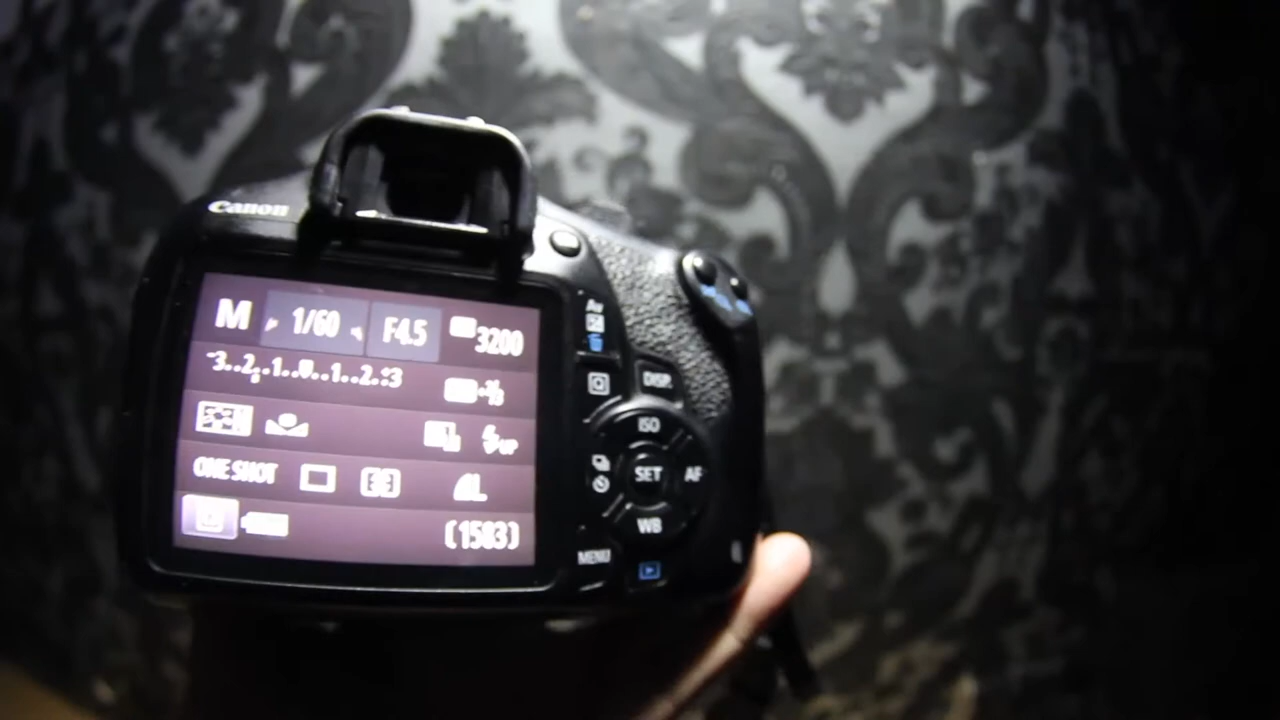 Canon
M 1/60 F4.5 3200
-3..2..1..0..1..2.:3
ONE SHOT
L
(1583)
Av
DISP.
ISO
SET AF
WB
MENU